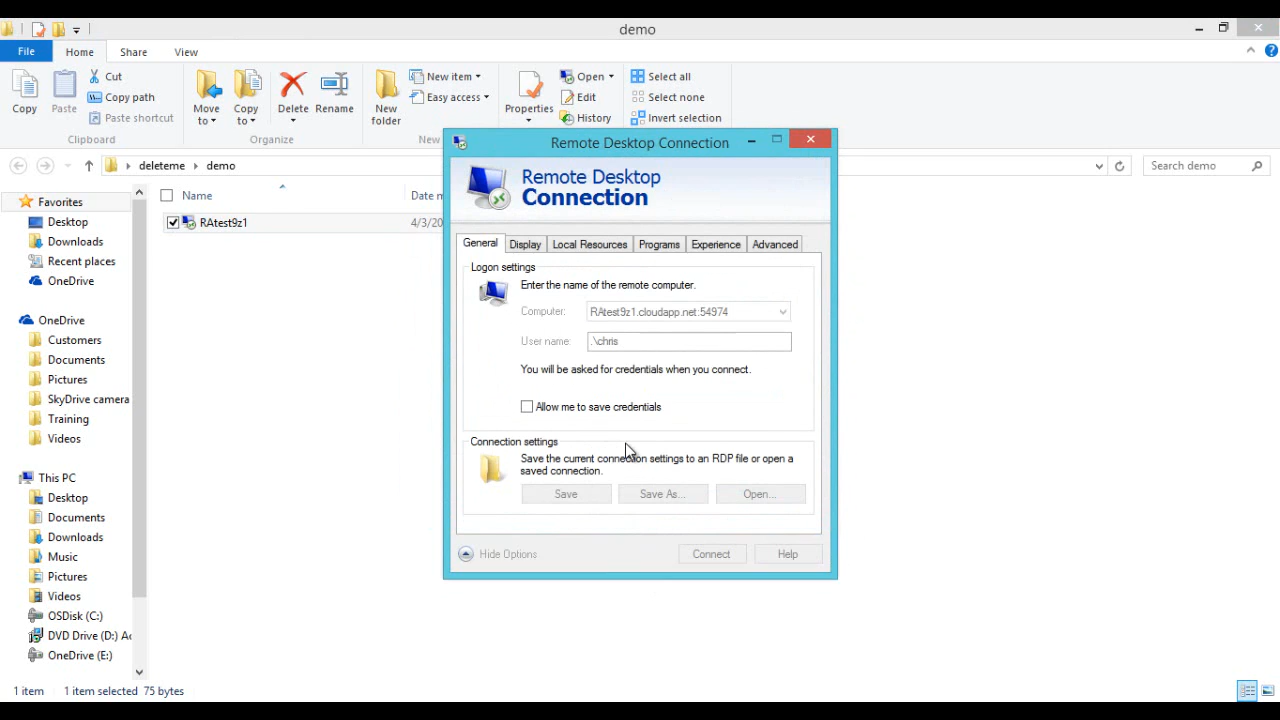 demo
File Home Share View
Copy
Paste
Cut
Copy path
Paste shortcut
Clipboard
Move to
Copy to
Delete
Rename
Organize
New folder
New item
Easy access
New
Properties
Open
Edit
History
Select all
Select none
Invert selection
deleteme demo
Search demo
Favorites
Desktop
Downloads
Recent places
OneDrive
OneDrive
Customers
Documents
Pictures
SkyDrive camera
Training
Videos
This PC
Desktop
Documents
Downloads
Music
Pictures
Videos
OSDisk (C:)
DVD Drive (D:) Ac
OneDrive (E:)
Name Date m
RAtest9z1 4/3/20
Remote Desktop Connection
Remote Desktop
Connection
General Display Local Resources Programs Experience Advanced
Logon settings
Enter the name of the remote computer.
Computer: RAtest9z1.cloudapp.net:54974
User name: .\chris
You will be asked for credentials when you connect.
Allow me to save credentials
Connection settings
Save the current connection settings to an RDP file or open a
saved connection.
Save Save As... Open...
Hide Options Connect Help
1 item 1 item selected 75 bytes